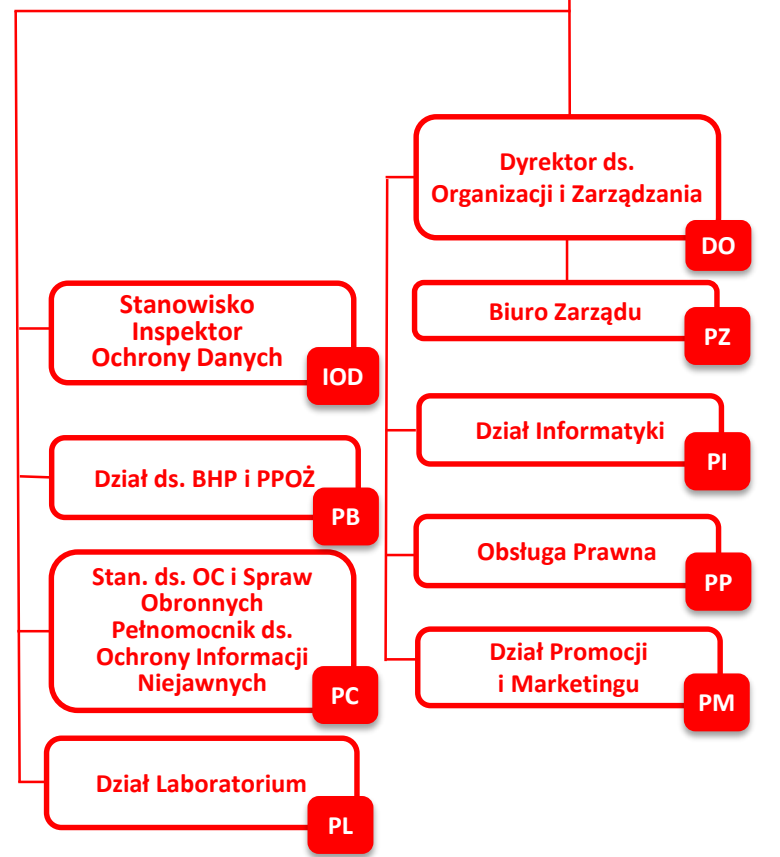 Dyrektor ds.
Organizacji i Zarządzania
DO
Biuro Zarządu
PZ
Stanowisko
Inspektor
Ochrony Danych
IOD
Dział Informatyki
PI
Dział ds. BHP i PPOŻ
PB
Obsługa Prawna
PP
Stan. ds. OC i Spraw
Obronnych
Pełnomocnik ds.
Ochrony Informacji
Niejawnych
PC
Dział Promocji
i Marketingu
PM
Dział Laboratorium
PL